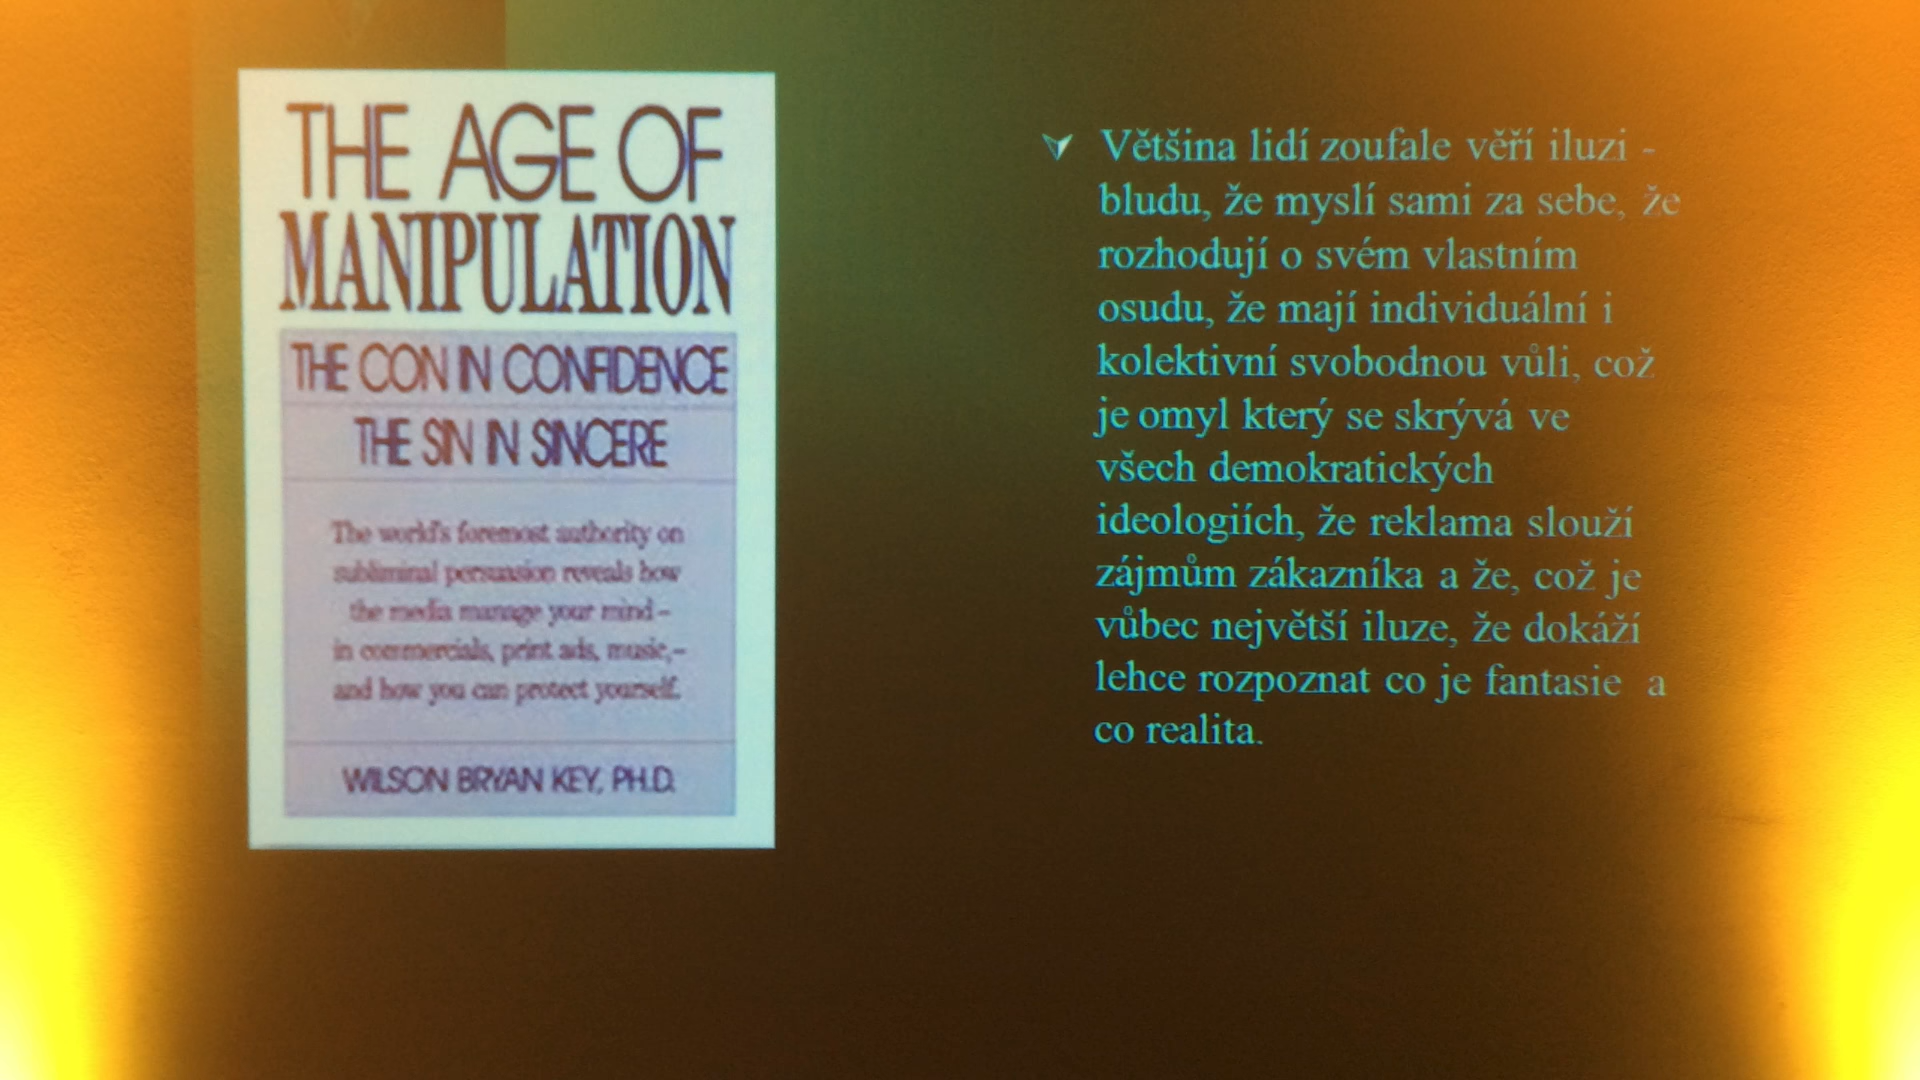 THE AGE OF
MANIPULATION
THE CON IN CONFIDENCE
THE SIN IN SINCERE
The world's foremost authority on
subliminal persuasion reveals how
the media manage your mind –
in commercials, print ads, music,–
and how you can protect yourself.
WILSON BRYAN KEY, PH.D.
Většina lidí zoufale věří iluzi -
bludu, že myslí sami za sebe, že
rozhodují o svém vlastním
osudu, že mají individuální i
kolektivní svobodnou vůli, což
je omyl který se skrývá ve
všech demokratických
ideologiích, že reklama slouží
zájmům zákazníka a že, což je
vůbec největší iluze, že dokáží
lehce rozpoznat co je fantasie a
co realita.